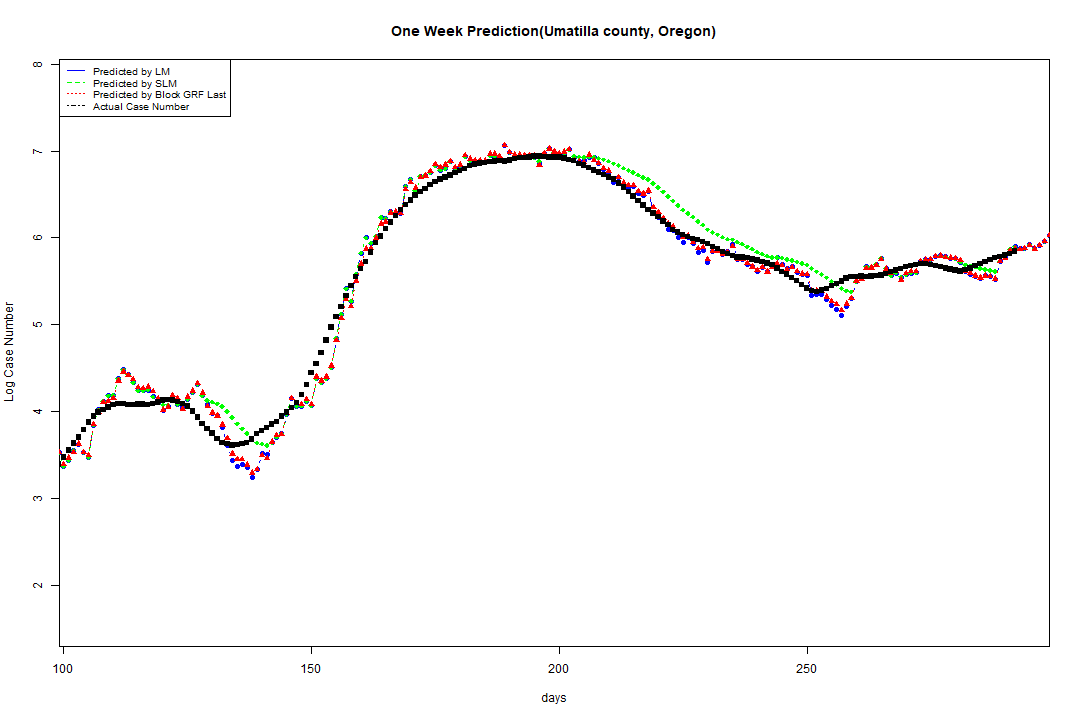 One Week Prediction(Umatilla county, Oregon)
Predicted by LM
Predicted by SLM
Predicted by Block GRF Last
Actual Case Number
Log Case Number
8
7
6
5
4
3
2
100 150 200 250
days